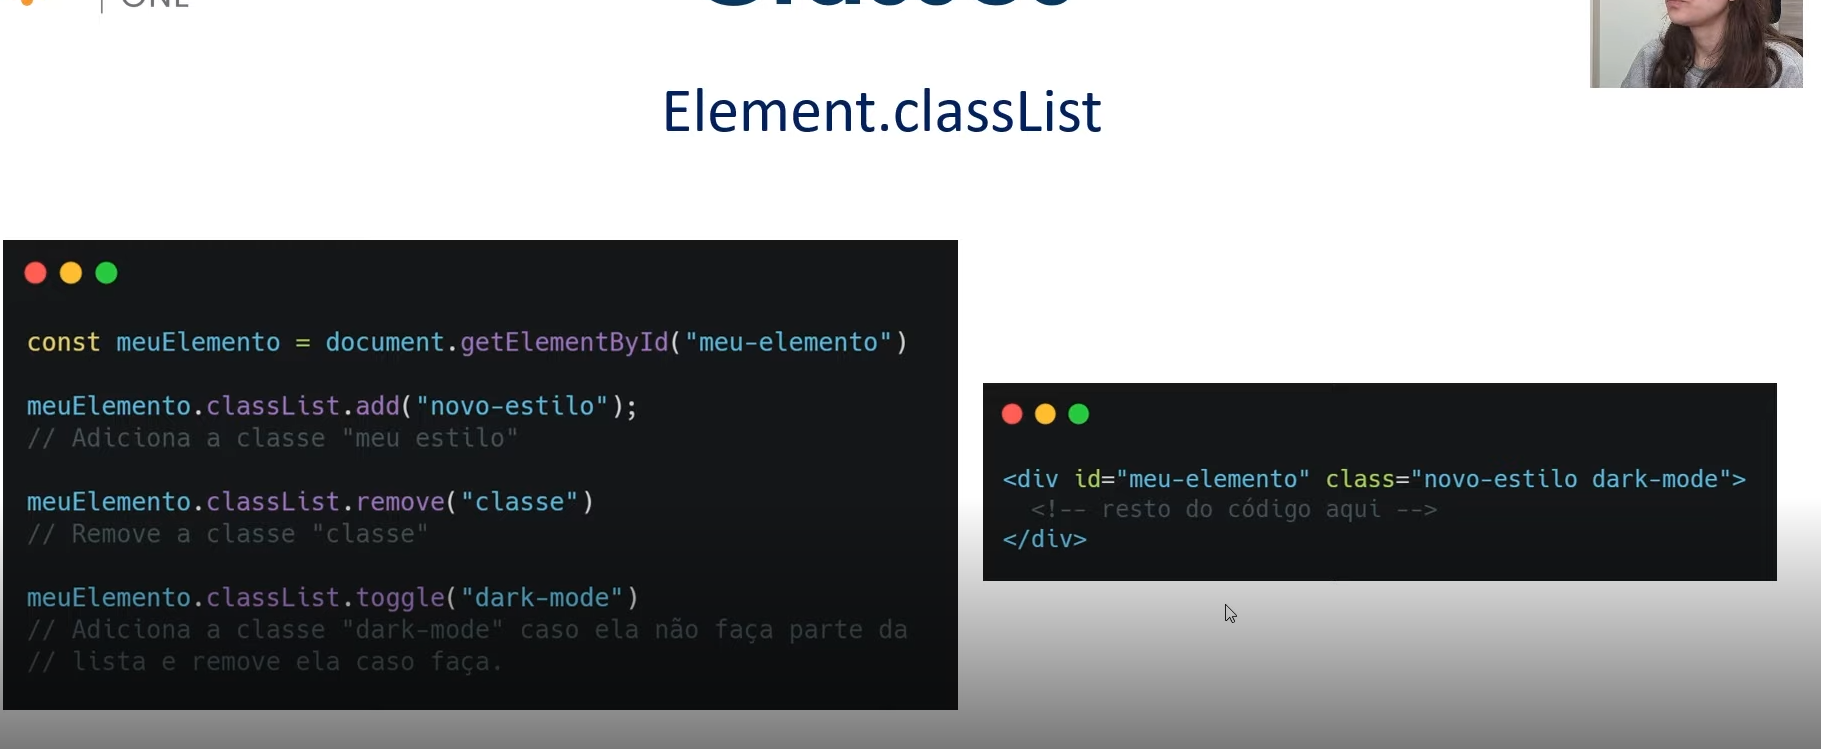 ONE
Element.classList
const meuElemento = document.getElementById("meu-elemento")
meuElemento.classList.add("novo-estilo");
// Adiciona a classe "meu estilo"
meuElemento.classList.remove("classe")
// Remove a classe "classe"
meuElemento.classList.toggle("dark-mode")
// Adiciona a classe "dark-mode" caso ela não faça parte da
// lista e remove ela caso faça.
<div id="meu-elemento" class="novo-estilo dark-mode">
<!-- resto do código aqui -->
</div>